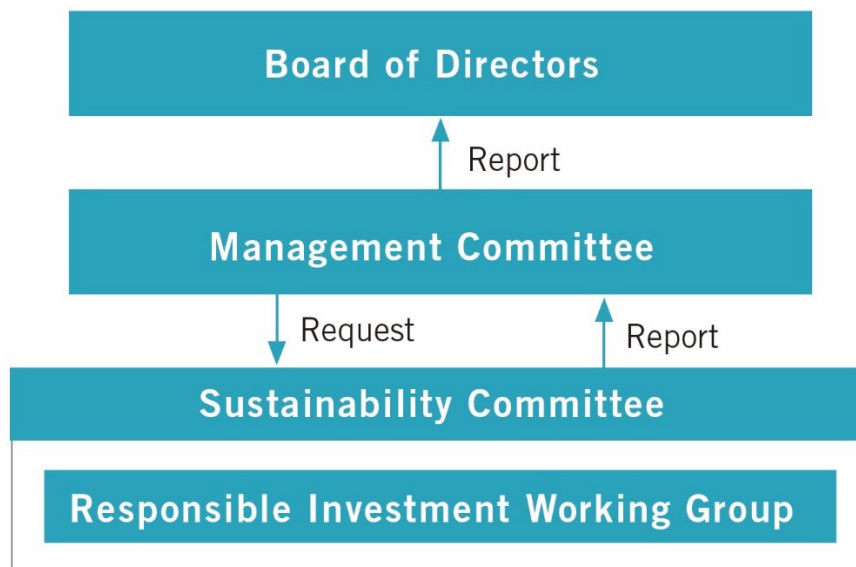 Board of Directors
Report
Management Committee
Request
Report
Sustainability Committee
Responsible Investment Working Group